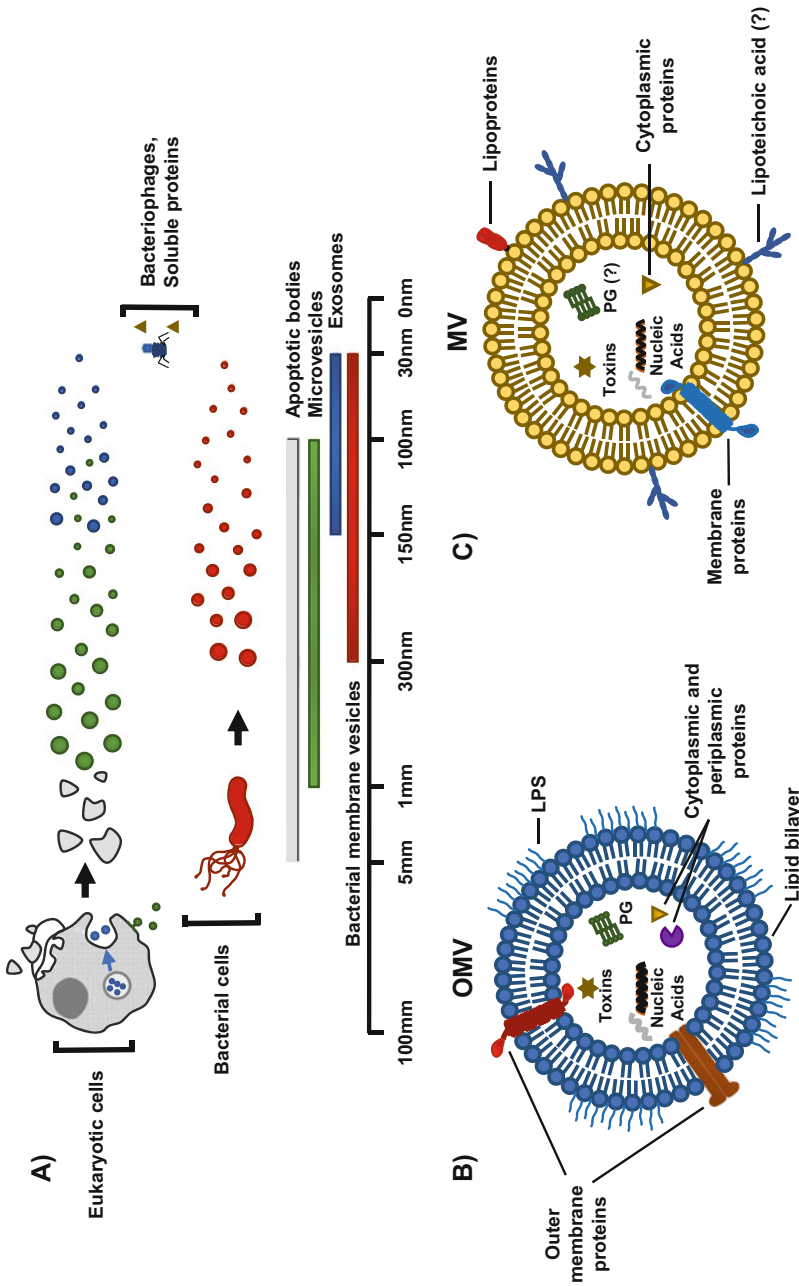 A)
Eukaryotic cells
Bacterial cells
Bacteriophages,
Soluble proteins
Apoptotic bodies
Microvesicles
Exosomes
Bacterial membrane vesicles
100mm
5mm
1mm
300nm
150nm
100nm
30nm
0nm
B)
OMV
Outer
membrane
proteins
LPS
Toxins
PG
Nucleic
Acids
Cytoplasmic and
periplasmic
proteins
Lipid bilayer
C)
MV
Lipoproteins
Toxins
PG (?)
Nucleic
Acids
Cytoplasmic
proteins
Membrane
proteins
Lipoteichoic acid (?)